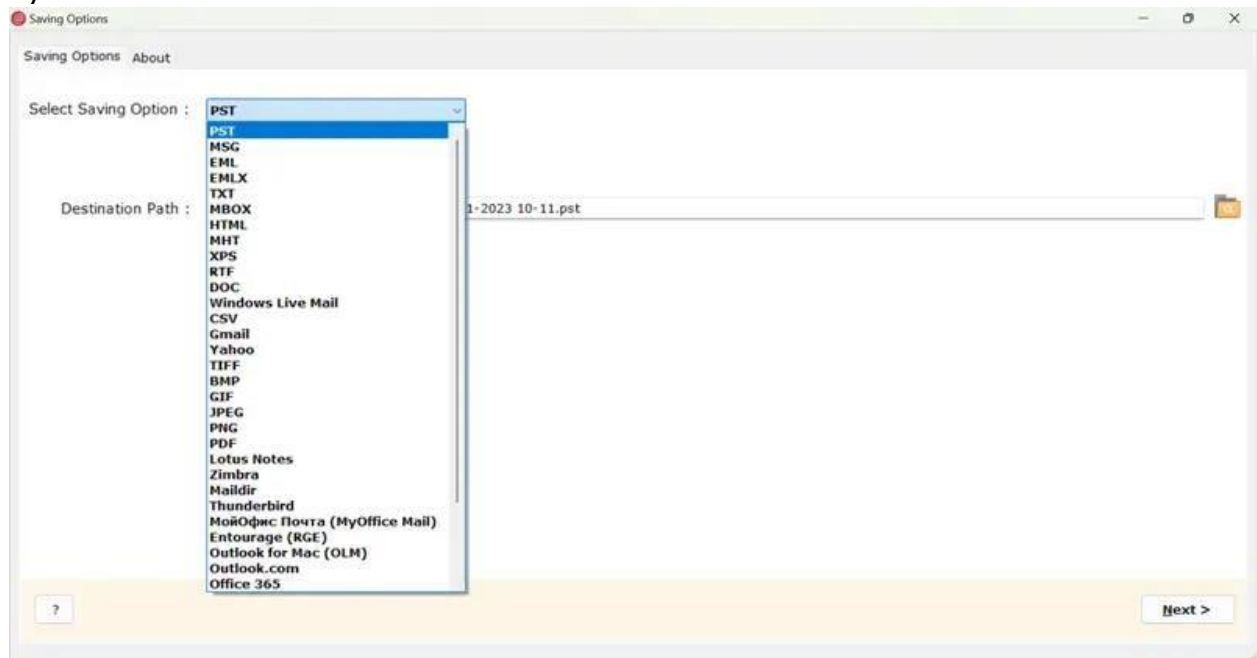 Saving Options
Saving Options About
Select Saving Option : PST
PST
MSG
EML
EMLX
TXT
Destination Path : MBOX 1-2023 10-11.pst
HTML
MHT
XPS
RTF
DOC
Windows Live Mail
CSV
Gmail
Yahoo
TIFF
BMP
GIF
JPEG
PNG
PDF
Lotus Notes
Zimbra
Maildir
Thunderbird
МойОфис Почта (MyOffice Mail)
Entourage (RGE)
Outlook for Mac (OLM)
Outlook.com
Office 365
? Next >